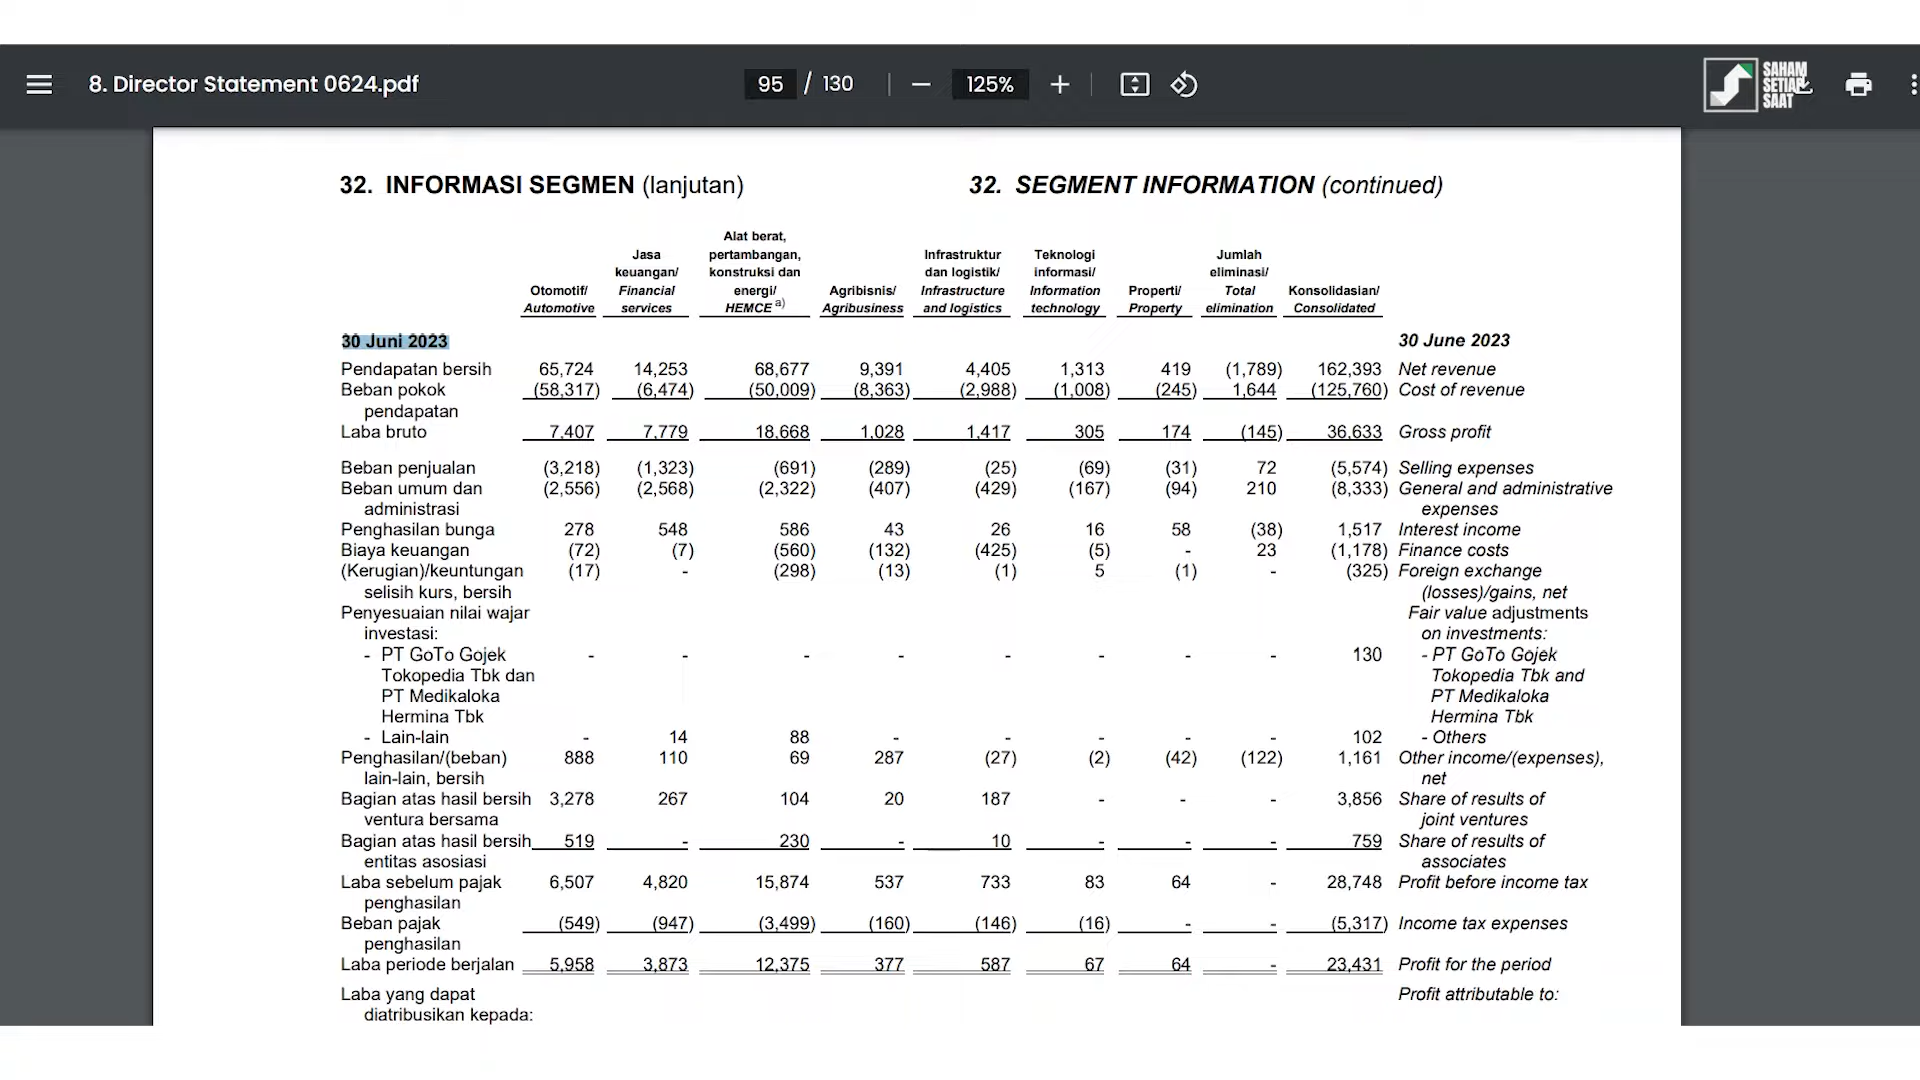 8. Director Statement 0624.pdf
95 / 130
125%
SAHAM
SETIAP
SAAT
32. INFORMASI SEGMEN (lanjutan) 32. SEGMENT INFORMATION (continued)
Otomotif/ Automotive
Jasa keuangan/ Financial services
Alat berat, pertambangan, konstruksi dan energi/ HEMCE a)
Agribisnis/ Agribusiness
Infrastruktur dan logistik/ Infrastructure and logistics
Teknologi informasi/ Information technology
Properti/ Property
Jumlah eliminasi/ Total elimination
Konsolidasian/ Consolidated
30 Juni 2023 30 June 2023
Pendapatan bersih 65,724 14,253 68,677 9,391 4,405 1,313 419 (1,789) 162,393 Net revenue
Beban pokok (58,317) (6,474) (50,009) (8,363) (2,988) (1,008) (245) 1,644 (125,760) Cost of revenue
pendapatan
Laba bruto 7,407 7,779 18,668 1,028 1,417 305 174 (145) 36,633 Gross profit
Beban penjualan (3,218) (1,323) (691) (289) (25) (69) (31) 72 (5,574) Selling expenses
Beban umum dan (2,556) (2,568) (2,322) (407) (429) (167) (94) 210 (8,333) General and administrative
administrasi expenses
Penghasilan bunga 278 548 586 43 26 16 58 (38) 1,517 Interest income
Biaya keuangan (72) (7) (560) (132) (425) (5) - 23 (1,178) Finance costs
(Kerugian)/keuntungan (17) - (298) (13) (1) 5 (1) - (325) Foreign exchange
selisih kurs, bersih (losses)/gains, net
Penyesuaian nilai wajar Fair value adjustments
investasi: on investments:
- PT GoTo Gojek - - - - - - - - 130 - PT GoTo Gojek
Tokopedia Tbk dan Tokopedia Tbk and
PT Medikaloka PT Medikaloka
Hermina Tbk Hermina Tbk
- Lain-lain - 14 88 - - - - - 102 - Others
Penghasilan/(beban) 888 110 69 287 (27) (2) (42) (122) 1,161 Other income/(expenses),
lain-lain, bersih net
Bagian atas hasil bersih 3,278 267 104 20 187 - - - 3,856 Share of results of
ventura bersama joint ventures
Bagian atas hasil bersih 519 - 230 - 10 - - - 759 Share of results of
entitas asosiasi associates
Laba sebelum pajak 6,507 4,820 15,874 537 733 83 64 - 28,748 Profit before income tax
penghasilan
Beban pajak (549) (947) (3,499) (160) (146) (16) - - (5,317) Income tax expenses
penghasilan
Laba periode berjalan 5,958 3,873 12,375 377 587 67 64 - 23,431 Profit for the period
Laba yang dapat Profit attributable to:
diatribusikan kepada: